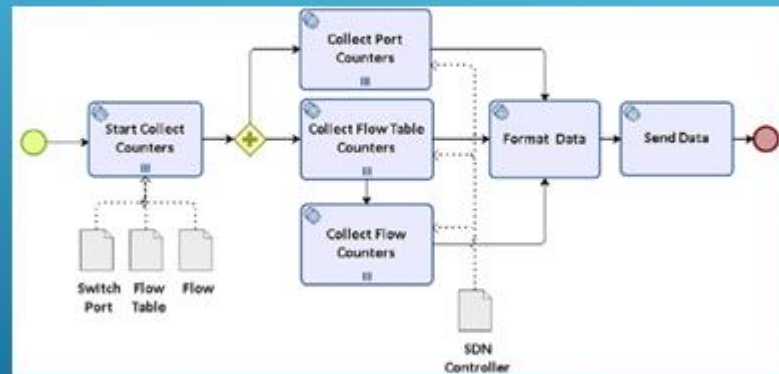 Collect Port
Counters
Start Collect
Counters
Collect Flow Table
Counters
Format Data
Send Data
Collect Flow
Counters
Switch
Port
Flow
Table
Flow
SDN
Controller